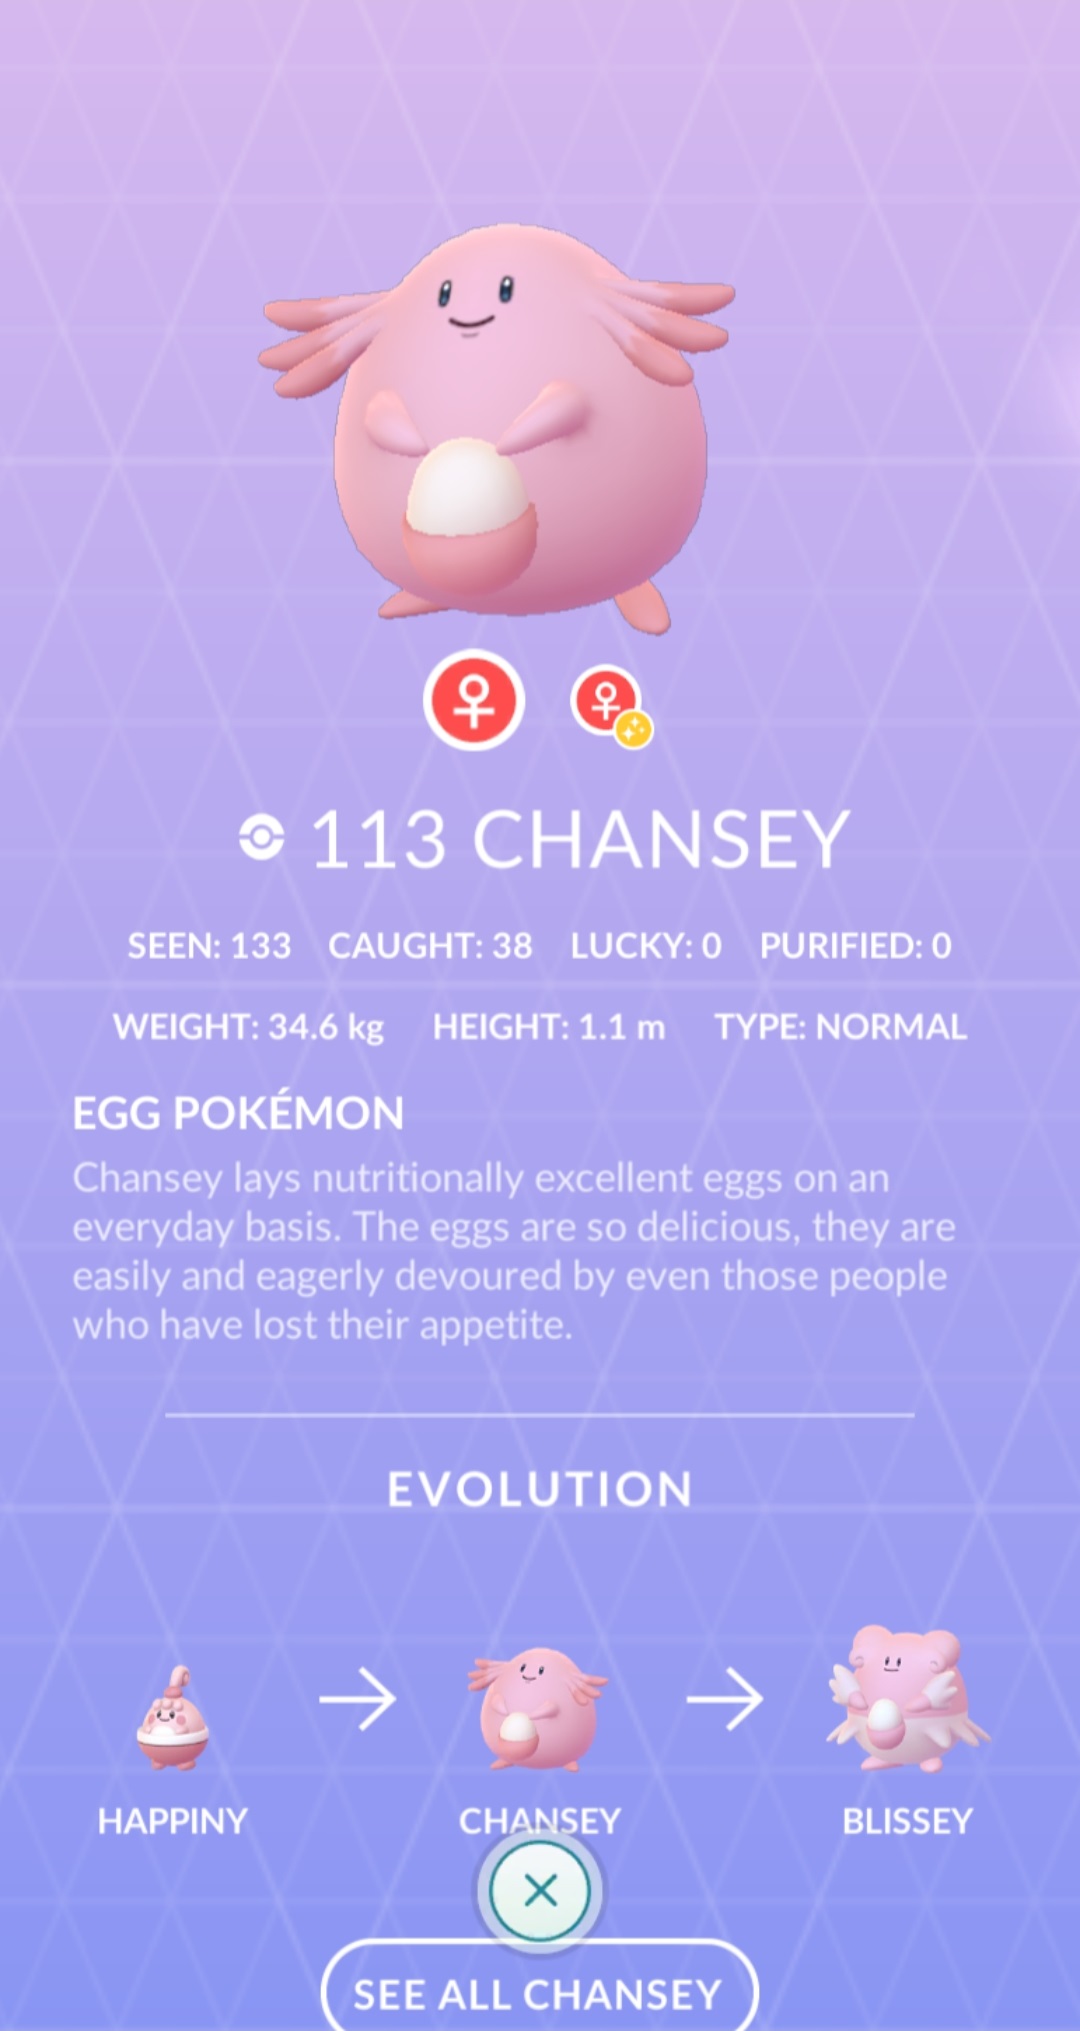 113 CHANSEY
SEEN: 133 CAUGHT: 38 LUCKY: 0 PURIFIED: 0
WEIGHT: 34.6 kg HEIGHT: 1.1 m TYPE: NORMAL
EGG POKÉMON
Chansey lays nutritionally excellent eggs on an
everyday basis. The eggs are so delicious, they are
easily and eagerly devoured by even those people
who have lost their appetite.
EVOLUTION
HAPPINY CHANSEY BLISSEY
SEE ALL CHANSEY